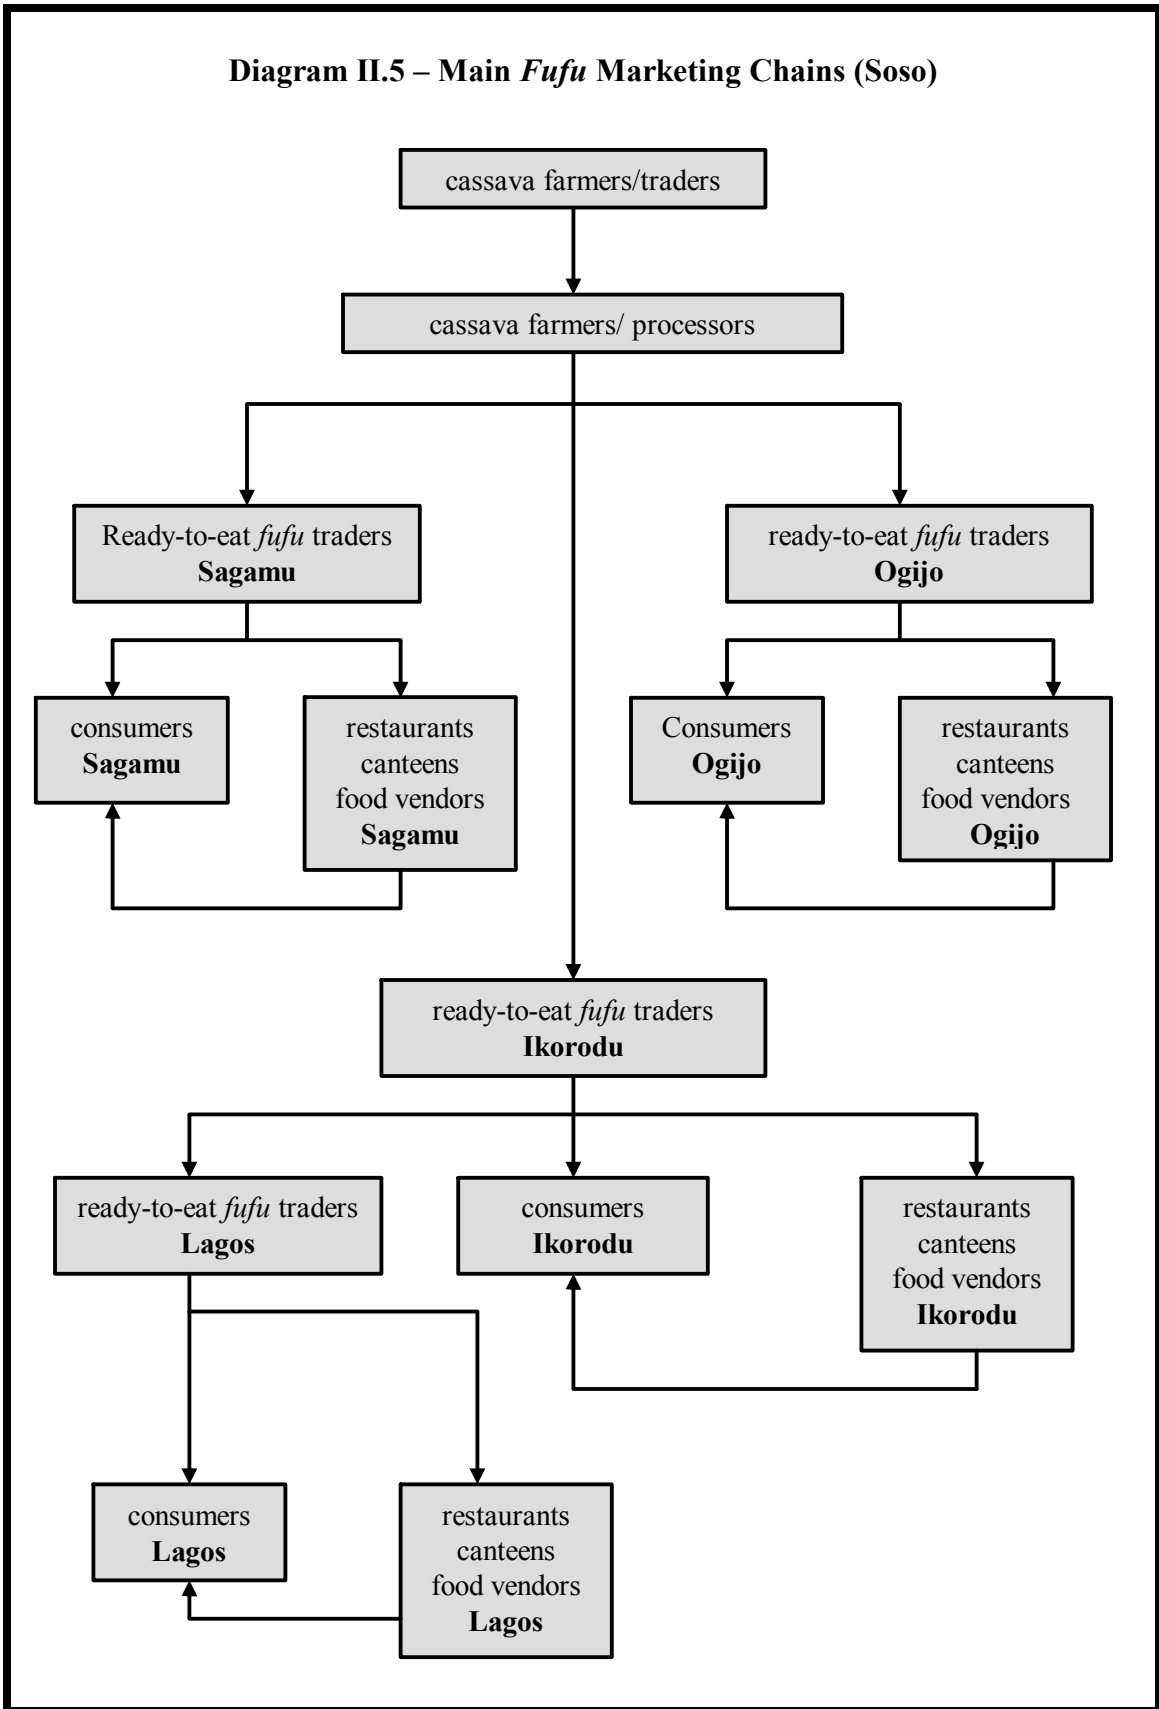 Diagram II.5 – Main Fufu Marketing Chains (Soso)
cassava farmers/traders
cassava farmers/ processors
Ready-to-eat fufu traders
Sagamu
ready-to-eat fufu traders
Ogijo
consumers
Sagamu
restaurants
canteens
food vendors
Sagamu
Consumers
Ogijo
restaurants
canteens
food vendors
Ogijo
ready-to-eat fufu traders
Ikorodu
ready-to-eat fufu traders
Lagos
consumers
Ikorodu
restaurants
canteens
food vendors
Ikorodu
consumers
Lagos
restaurants
canteens
food vendors
Lagos